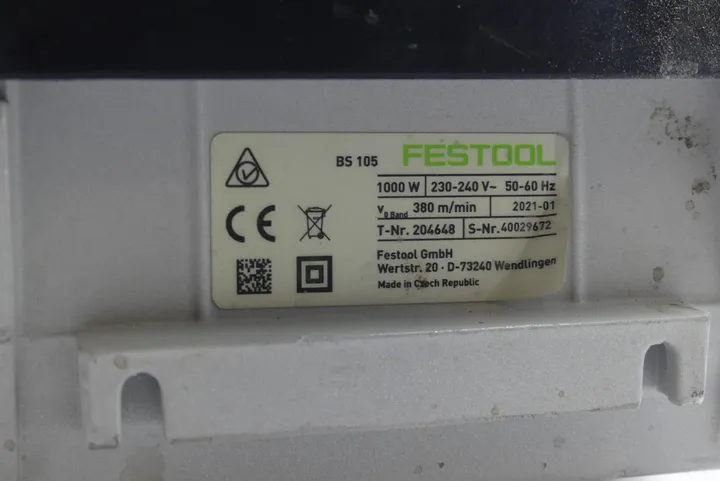 BS 105 FESTOOL
1000 W 230-240 V~ 50-60 Hz
v₀ Band 380 m/min 2021-01
T-Nr. 204648 S-Nr. 40029672
CE
Festool GmbH
Wertstr. 20 · D-73240 Wendlingen
Made in Czech Republic